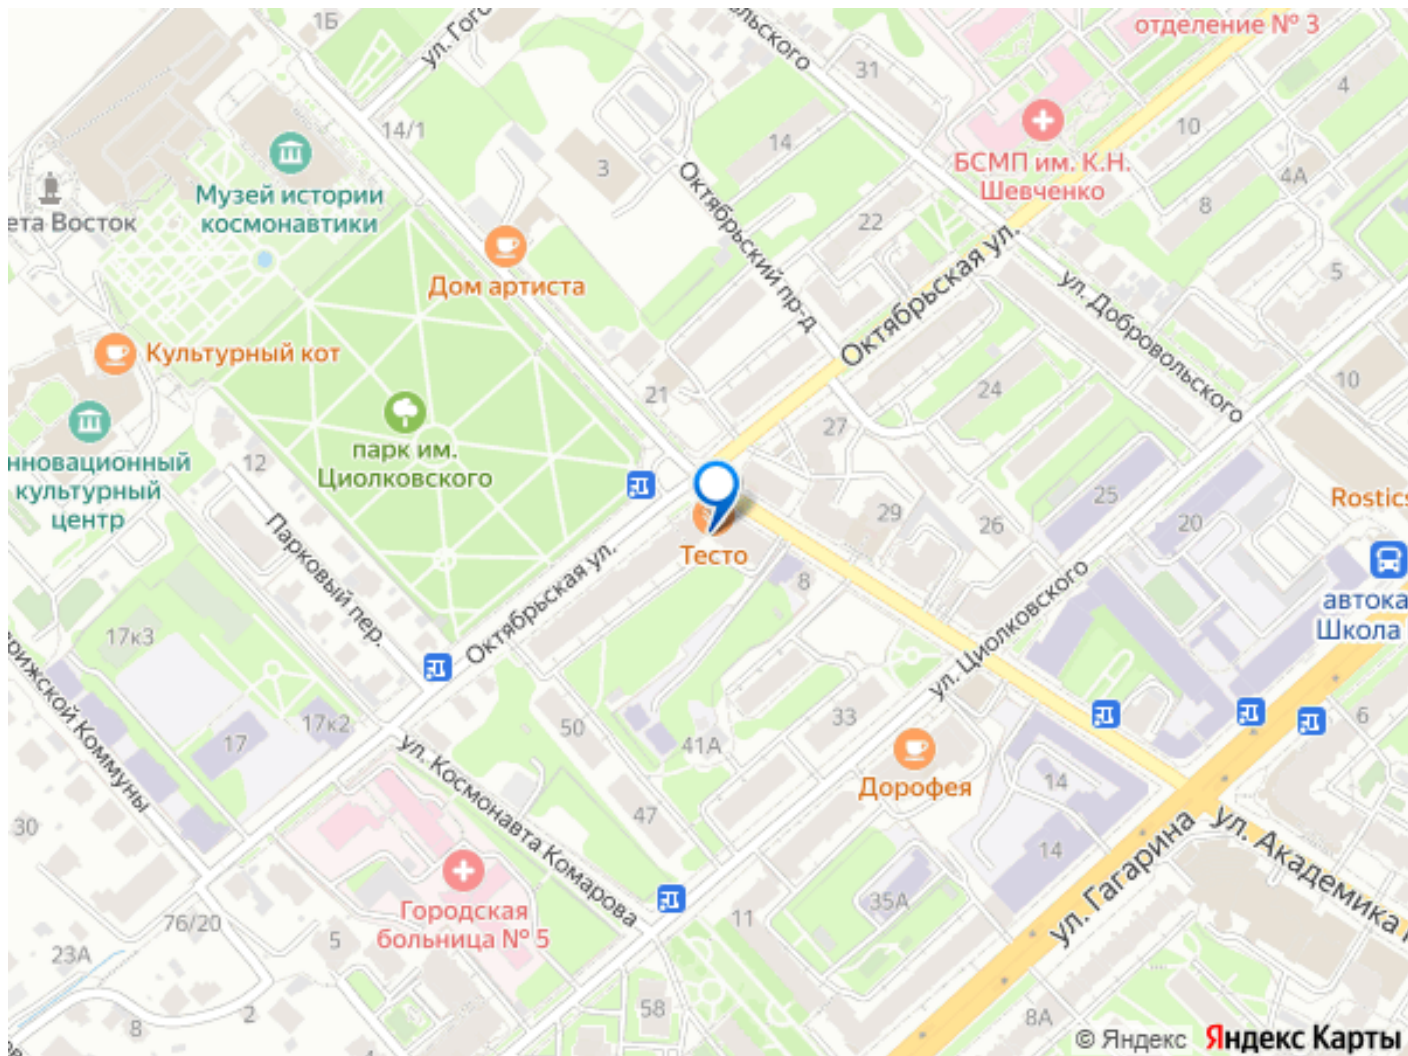 1Б
ул. Гого
льского
отделение № 3
31
4
14/1
14
10
3
БСМП им. К.Н.
Шевченко
4А
Музей истории
космонавтики
ета Восток
Октябрьский пр-д
22
8
Октябрьская ул.
5
Дом артиста
ул. Добровольского
Культурный кот
21
24
10
парк им.
Циолковского
27
нновационный
культурный
центр
12
25
Rostics
29
26
20
Тесто
Парковый пер.
Октябрьская ул.
8
ул. Циолковского
автока
Школа
17к3
рижской Коммуны
17
17к2
50
41А
33
6
ул. Космонавта Комарова
Дорофея
14
47
30
14
ул. Гагарина
ул. Академика
Городская
больница № 5
76/20
5
11
35А
23А
58
2
8
8А
© Яндекс Яндекс Карты